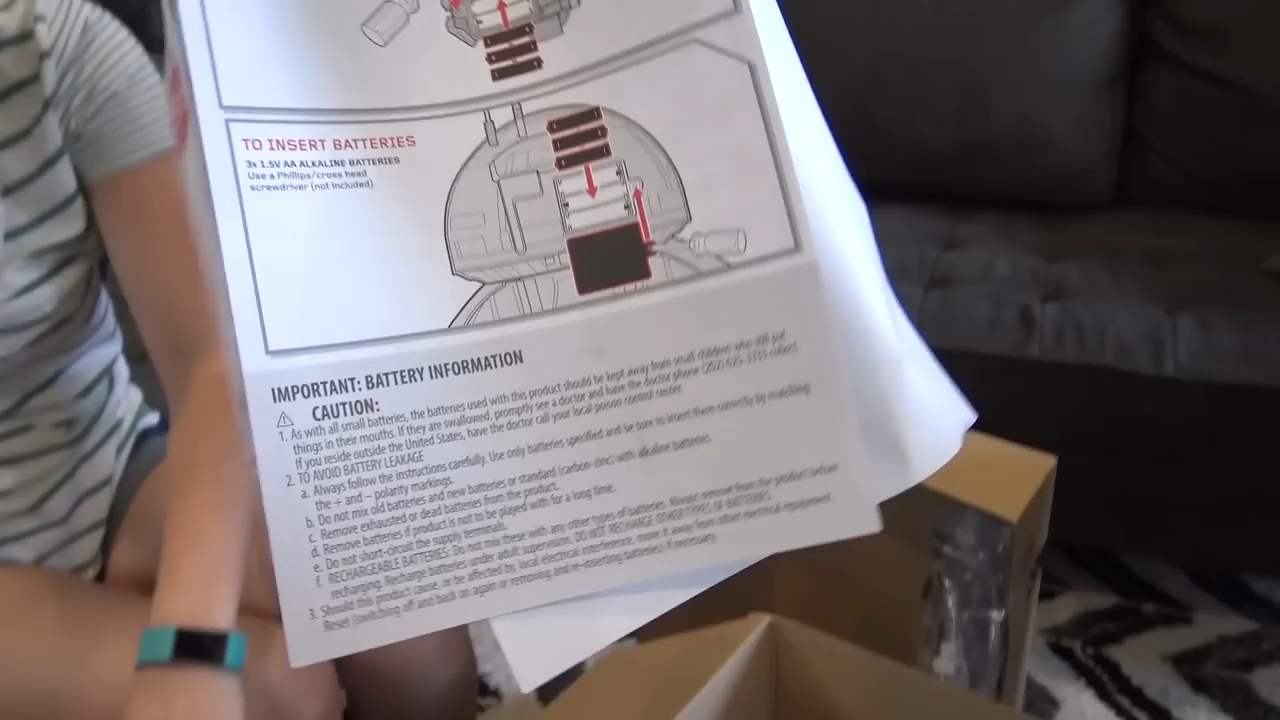 TO INSERT BATTERIES
3x 1.5V AA ALKALINE BATTERIES
Use a Phillips/cross head
screwdriver (not included)
IMPORTANT: BATTERY INFORMATION
CAUTION:
1. As with all small batteries, the batteries used with this product should be kept away from small children who still put
things in their mouths. If they are swallowed, promptly see a doctor and have the doctor phone (202) 625-3333 collect.
If you reside outside the United States, have the doctor call your local poison control center.
2. TO AVOID BATTERY LEAKAGE
a. Always follow the instructions carefully. Use only batteries specified and be sure to insert them correctly by matching
the + and – polarity markings.
b. Do not mix old batteries and new batteries or standard (carbon-zinc) with alkaline batteries.
c. Remove exhausted or dead batteries from the product.
d. Remove batteries if product is not to be played with for a long time.
e. Do not short-circuit the supply terminals.
f. RECHARGEABLE BATTERIES: Do not mix these with any other types of batteries. Always remove from the product before
recharging. Recharge batteries under adult supervision. DO NOT RECHARGE OTHER TYPES OF BATTERIES.
3. Should this product cause, or be affected by, local electrical interference, move it away from other electrical equipment.
Reset (switching off and back on again or removing and re-inserting batteries) if necessary.